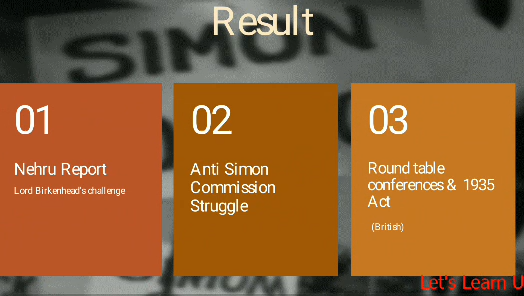 Result
SIMON
01
Nehru Report
Lord Birkenhead's challenge
02
Anti Simon
Commission
Struggle
03
Round table
conferences & 1935
Act
(British)
Let's Learn U